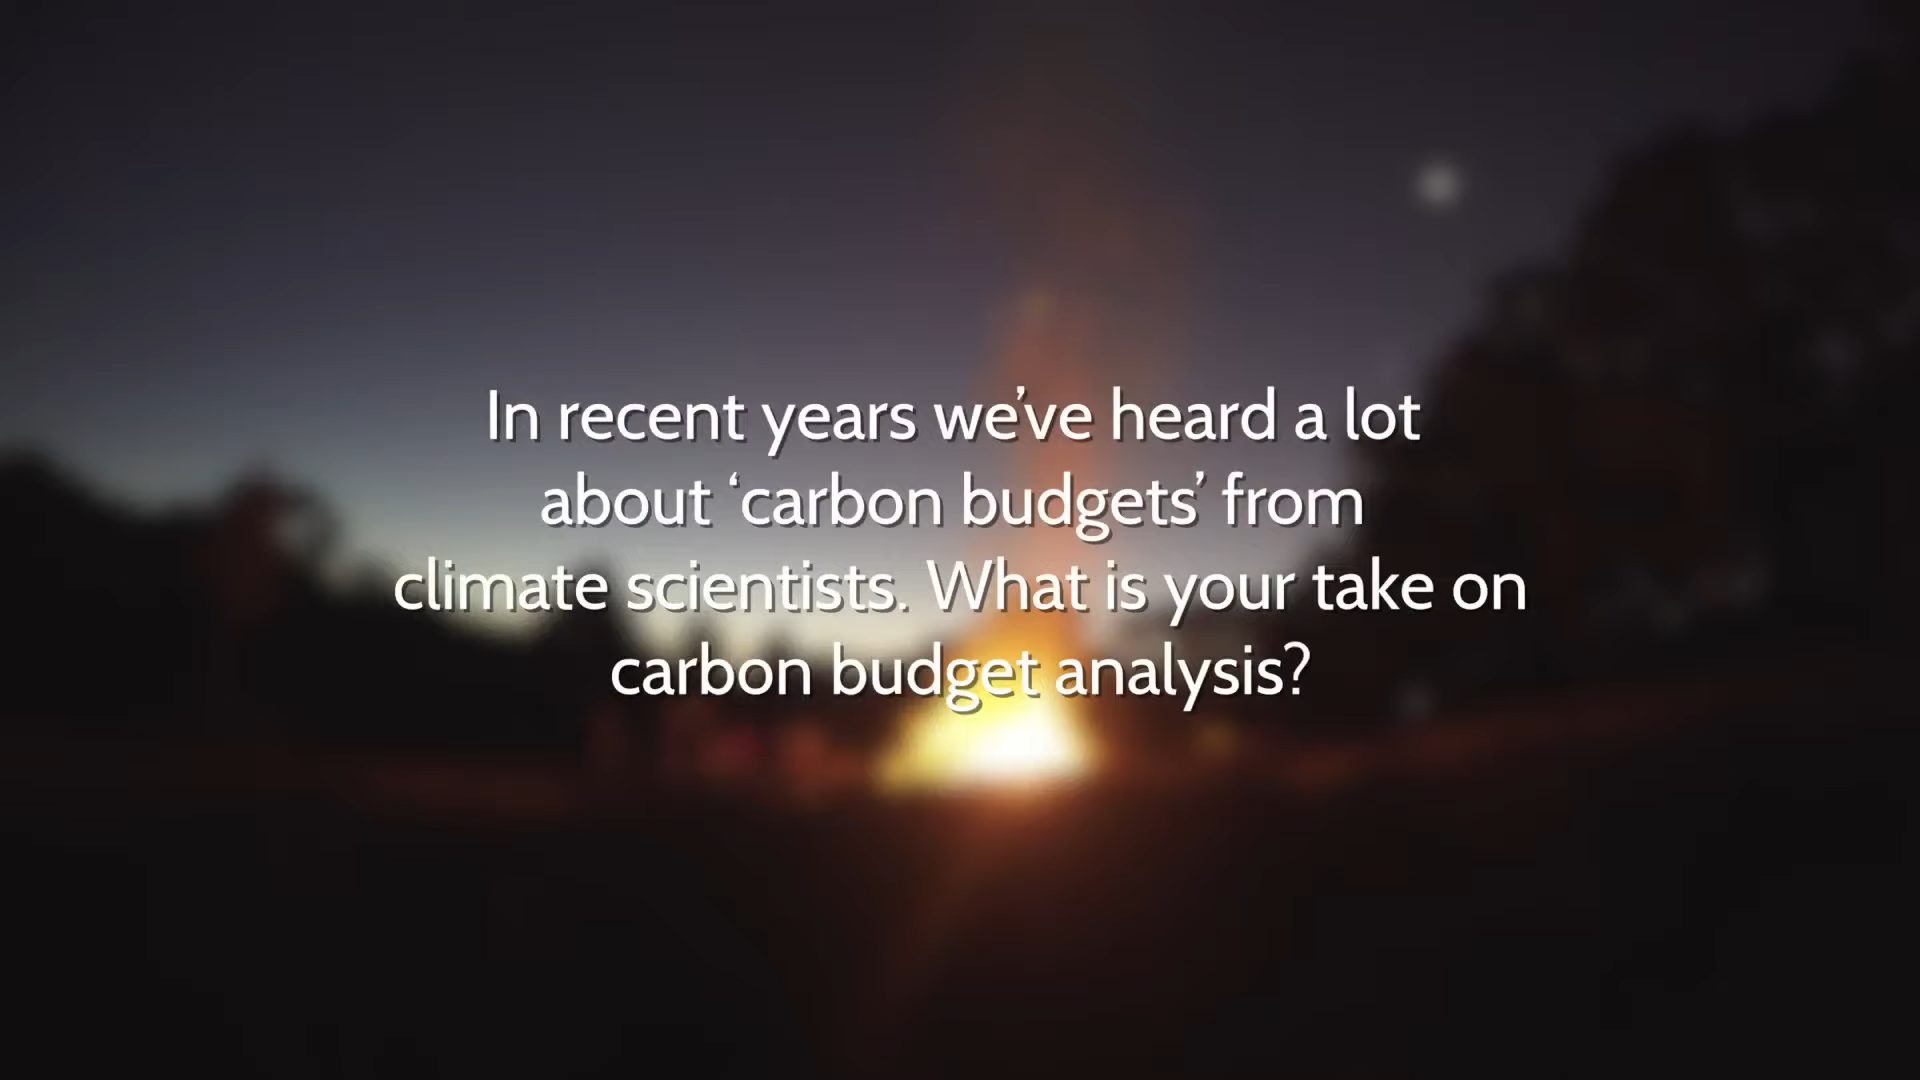 In recent years we’ve heard a lot
about ‘carbon budgets’ from
climate scientists. What is your take on
carbon budget analysis?